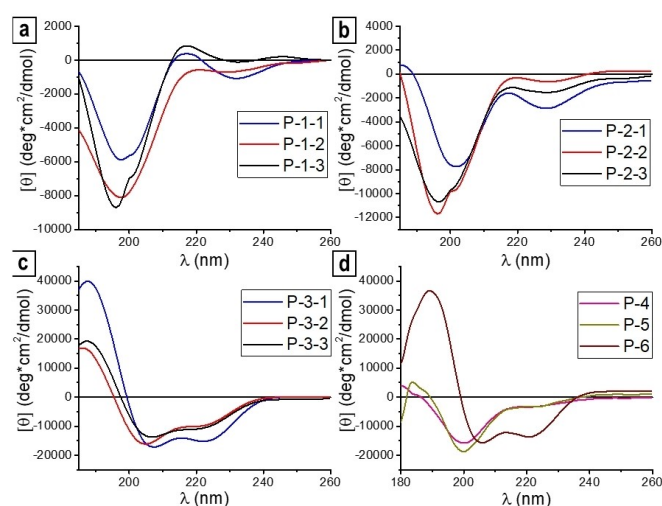 a
2000
0
-2000
-4000
-6000
-8000
-10000
[θ] (deg*cm²/dmol)
P-1-1
P-1-2
P-1-3
200 220 240 260
λ (nm)
b
4000
2000
0
-2000
-4000
-6000
-8000
-10000
-12000
[θ] (deg*cm²/dmol)
P-2-1
P-2-2
P-2-3
200 220 240 260
λ (nm)
c
40000
30000
20000
10000
0
-10000
-20000
[θ] (deg*cm²/dmol)
P-3-1
P-3-2
P-3-3
200 220 240 260
λ (nm)
d
40000
30000
20000
10000
0
-10000
-20000
[θ] (deg*cm²/dmol)
P-4
P-5
P-6
180 200 220 240 260
λ (nm)